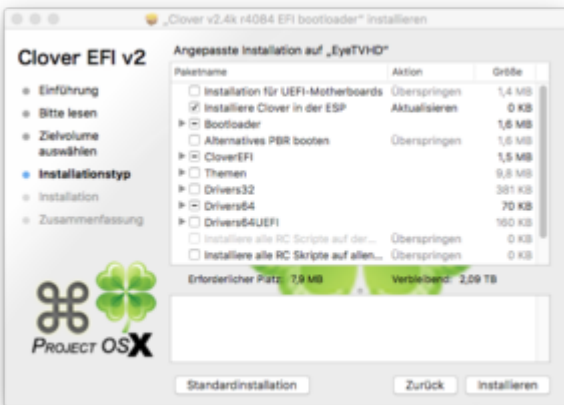 „Clover v2.4k r4084 EFI bootloader" installieren
Clover EFI v2
Einführung
Bitte lesen
Zielvolume
auswählen
Installationstyp
Installation
Zusammenfassung
PROJECT OSX
Angepasste Installation auf „EyeTVHD"
Paketname Aktion Größe
Installation für UEFI-Motherboards Überspringen 1,4 MB
Installiere Clover in der ESP Aktualisieren 0 KB
Bootloader 1,6 MB
Alternatives PBR booten Überspringen 1,6 MB
CloverEFI 1,5 MB
Themen 9,8 MB
Drivers32 381 KB
Drivers64 70 KB
Drivers64UEFI 160 KB
Installiere alle RC Scripte auf der... Überspringen 0 KB
Installiere alle RC Skripte auf allen... Überspringen 0 KB
Erforderlicher Platz: 7,9 MB Verbleibend: 2,09 TB
Standardinstallation Zurück Installieren